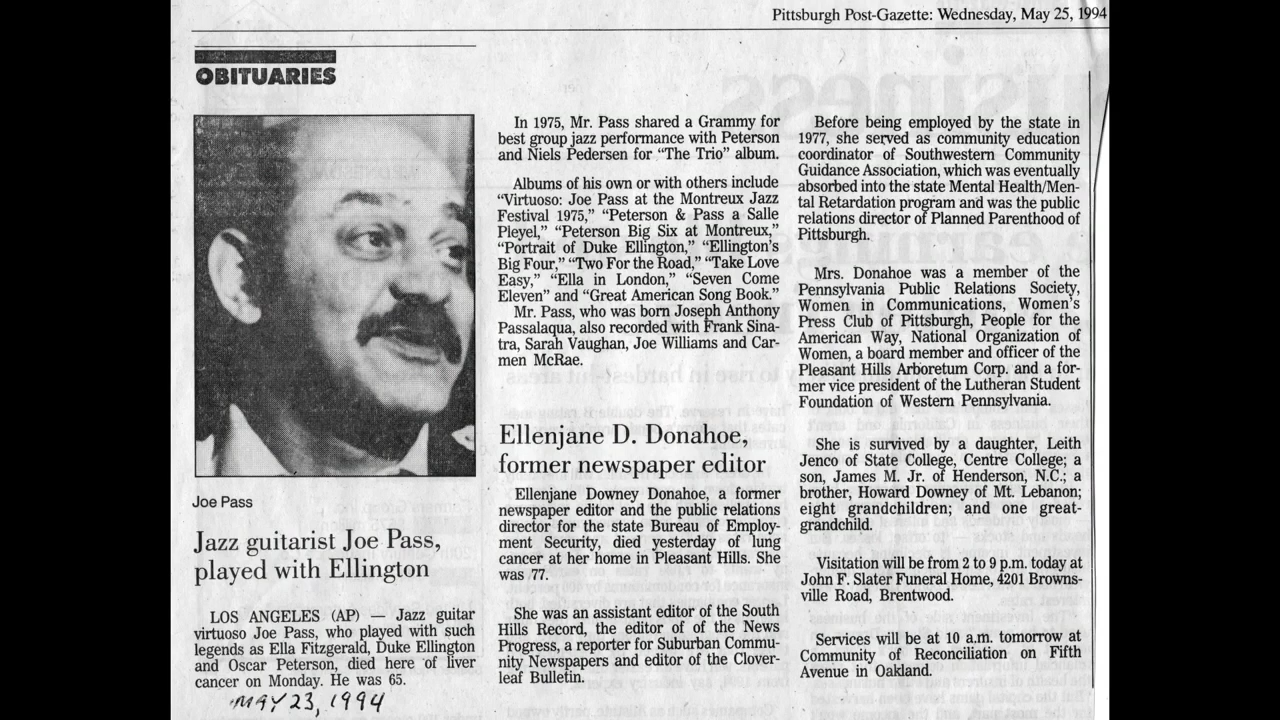 Pittsburgh Post-Gazette: Wednesday, May 25, 1994
OBITUARIES
Joe Pass
Jazz guitarist Joe Pass,
played with Ellington
LOS ANGELES (AP) — Jazz guitar
virtuoso Joe Pass, who played with such
legends as Ella Fitzgerald, Duke Ellington
and Oscar Peterson, died here of liver
cancer on Monday. He was 65.
MAY 23, 1994
In 1975, Mr. Pass shared a Grammy for
best group jazz performance with Peterson
and Niels Pedersen for “The Trio” album.
Albums of his own or with others include
“Virtuoso: Joe Pass at the Montreux Jazz
Festival 1975,” “Peterson & Pass a Salle
Pleyel,” “Peterson Big Six at Montreux,”
“Portrait of Duke Ellington,” “Ellington’s
Big Four,” “Two For the Road,” “Take Love
Easy,” “Ella in London,” “Seven Come
Eleven” and “Great American Song Book.”
Mr. Pass, who was born Joseph Anthony
Passalaqua, also recorded with Frank Sina-
tra, Sarah Vaughan, Joe Williams and Car-
men McRae.
Ellenjane D. Donahoe,
former newspaper editor
Ellenjane Downey Donahoe, a former
newspaper editor and the public relations
director for the state Bureau of Employ-
ment Security, died yesterday of lung
cancer at her home in Pleasant Hills. She
was 77.
She was an assistant editor of the South
Hills Record, the editor of of the News
Progress, a reporter for Suburban Commu-
nity Newspapers and editor of the Clover-
leaf Bulletin.
Before being employed by the state in
1977, she served as community education
coordinator of Southwestern Community
Guidance Association, which was eventually
absorbed into the state Mental Health/Men-
tal Retardation program and was the public
relations director of Planned Parenthood of
Pittsburgh.
Mrs. Donahoe was a member of the
Pennsylvania Public Relations Society,
Women in Communications, Women’s
Press Club of Pittsburgh, People for the
American Way, National Organization of
Women, a board member and officer of the
Pleasant Hills Arboretum Corp. and a for-
mer vice president of the Lutheran Student
Foundation of Western Pennsylvania.
She is survived by a daughter, Leith
Jenco of State College, Centre College; a
son, James M. Jr. of Henderson, N.C.; a
brother, Howard Downey of Mt. Lebanon;
eight grandchildren; and one great-
grandchild.
Visitation will be from 2 to 9 p.m. today at
John F. Slater Funeral Home, 4201 Browns-
ville Road, Brentwood.
Services will be at 10 a.m. tomorrow at
Community of Reconciliation on Fifth
Avenue in Oakland.